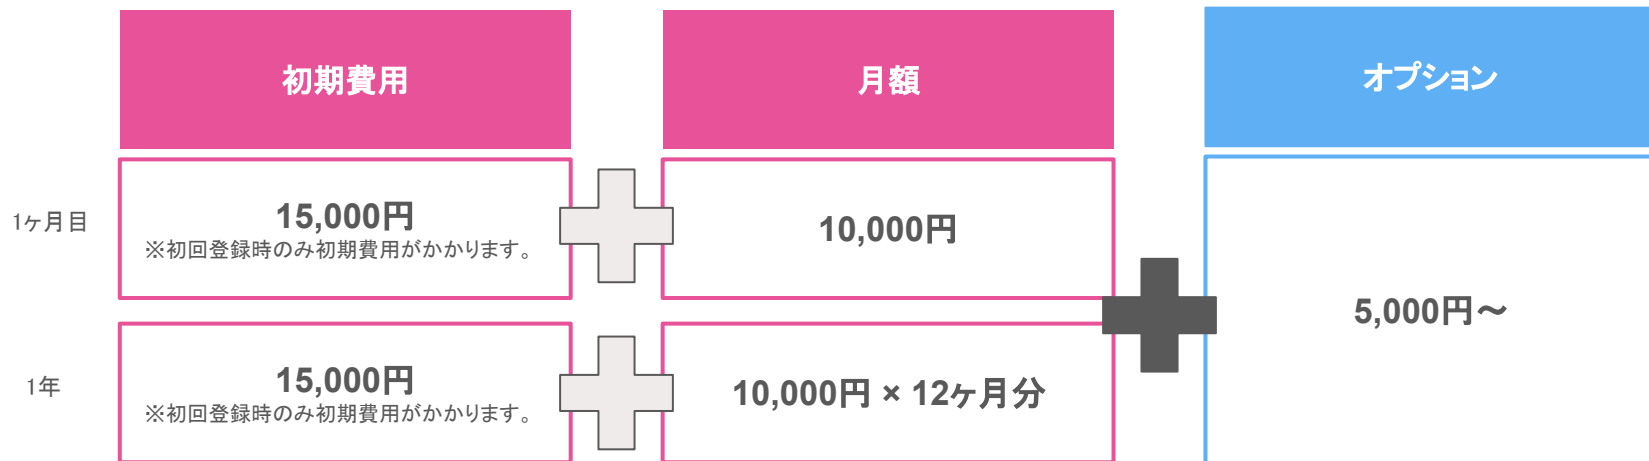 初期費用
月額
オプション
1ヶ月目
15,000円
※初回登録時のみ初期費用がかかります。
10,000円
5,000円～
1年
15,000円
※初回登録時のみ初期費用がかかります。
10,000円 × 12ヶ月分